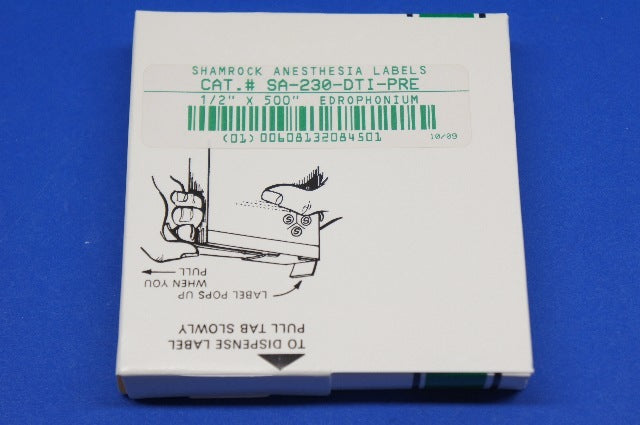 SHAMROCK ANESTHESIA LABELS
CAT.# SA-230-DTI-PRE
1/2" X 500" EDROPHONIUM
(01) 00608132084501
10/09
TO DISPENSE LABEL
PULL TAB SLOWLY
LABEL POPS UP
WHEN YOU
PULL
S
S
S